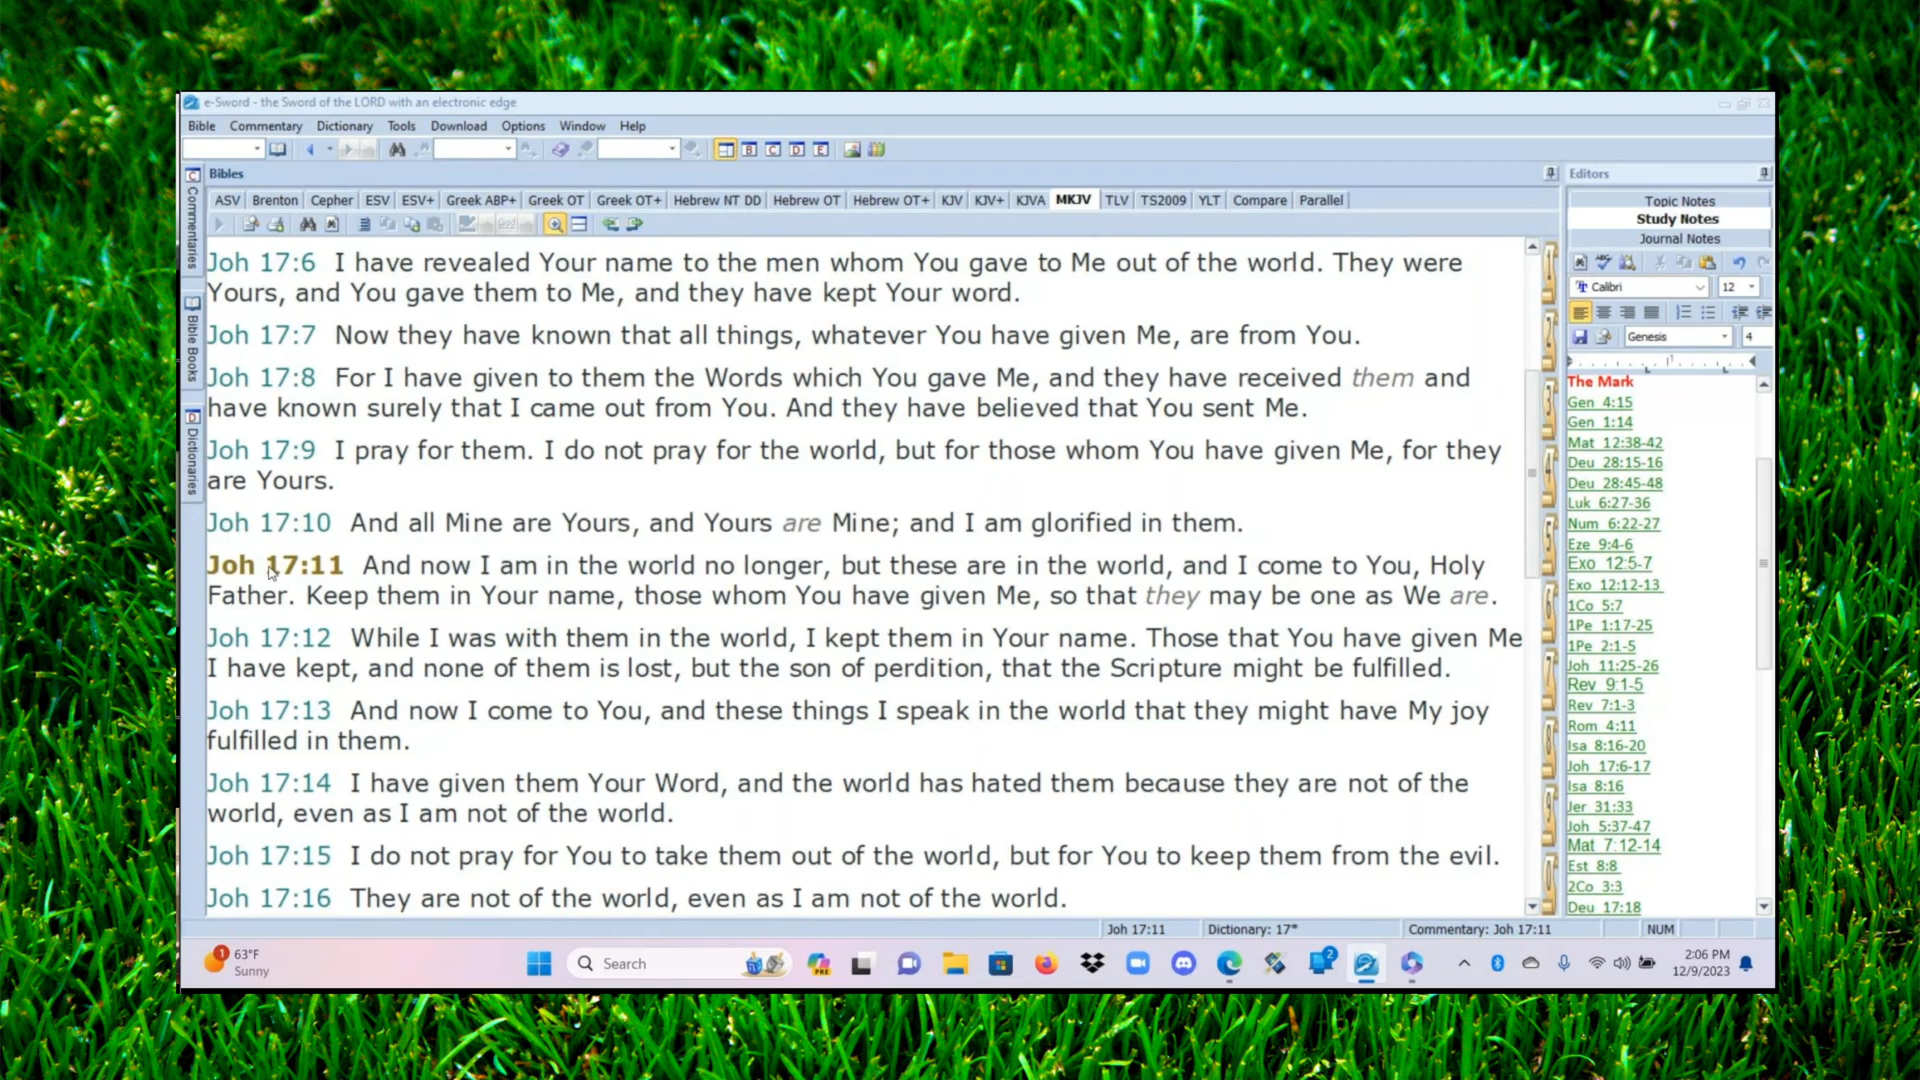 e-Sword - the Sword of the LORD with an electronic edge
Bible Commentary Dictionary Tools Download Options Window Help
B C D E
Bibles
Editors
Commentaries
Bible Books
Dictionaries
ASV Brenton Cepher ESV ESV+ Greek ABP+ Greek OT Greek OT+ Hebrew NT DD Hebrew OT Hebrew OT+ KJV KJV+ KJVA MKJV TLV TS2009 YLT Compare Parallel
Joh 17:6 I have revealed Your name to the men whom You gave to Me out of the world. They were
Yours, and You gave them to Me, and they have kept Your word.
Joh 17:7 Now they have known that all things, whatever You have given Me, are from You.
Joh 17:8 For I have given to them the Words which You gave Me, and they have received them and
have known surely that I came out from You. And they have believed that You sent Me.
Joh 17:9 I pray for them. I do not pray for the world, but for those whom You have given Me, for they
are Yours.
Joh 17:10 And all Mine are Yours, and Yours are Mine; and I am glorified in them.
Joh 17:11 And now I am in the world no longer, but these are in the world, and I come to You, Holy
Father. Keep them in Your name, those whom You have given Me, so that they may be one as We are.
Joh 17:12 While I was with them in the world, I kept them in Your name. Those that You have given Me
I have kept, and none of them is lost, but the son of perdition, that the Scripture might be fulfilled.
Joh 17:13 And now I come to You, and these things I speak in the world that they might have My joy
fulfilled in them.
Joh 17:14 I have given them Your Word, and the world has hated them because they are not of the
world, even as I am not of the world.
Joh 17:15 I do not pray for You to take them out of the world, but for You to keep them from the evil.
Joh 17:16 They are not of the world, even as I am not of the world.
1
2
3
4
5
6
7
8
9
0
Topic Notes
Study Notes
Journal Notes
Calibri 12
Genesis 4
The Mark
Gen 4:15
Gen 1:14
Mat 12:38-42
Deu 28:15-16
Deu 28:45-48
Luk 6:27-36
Num 6:22-27
Eze 9:4-6
Exo 12:5-7
Exo 12:12-13
1Co 5:7
1Pe 1:17-25
1Pe 2:1-5
Joh 11:25-26
Rev 9:1-5
Rev 7:1-3
Rom 4:11
Isa 8:16-20
Joh 17:6-17
Isa 8:16
Jer 31:33
Joh 5:37-47
Mat 7:12-14
Est 8:8
2Co 3:3
Deu 17:18
Joh 17:11 Dictionary: 17* Commentary: Joh 17:11 NUM
1
63°F
Sunny
Search
PRE
2
2:06 PM
12/9/2023